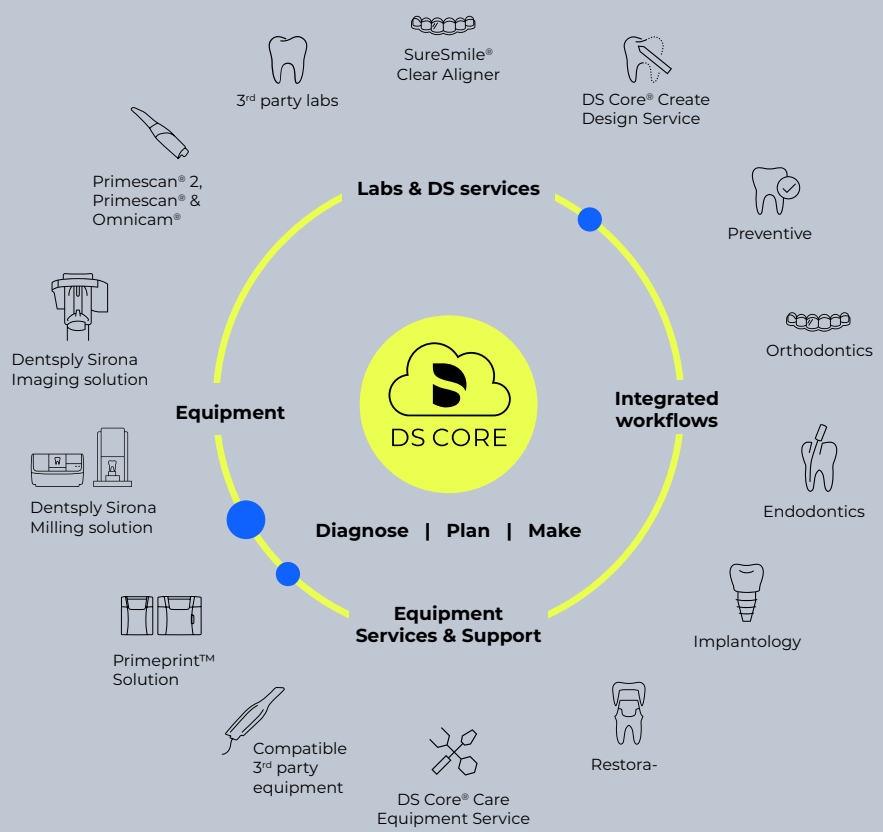 SureSmile®
Clear Aligner
3rd party labs
DS Core® Create
Design Service
Primescan® 2,
Primescan® &
Omnicam®
Labs & DS services
Preventive
Dentsply Sirona
Imaging solution
Orthodontics
Equipment
Integrated
workflows
DS CORE
Dentsply Sirona
Milling solution
Endodontics
Diagnose | Plan | Make
Equipment
Services & Support
Implantology
Primeprint™
Solution
Compatible
3rd party
equipment
Restora-
DS Core® Care
Equipment Service